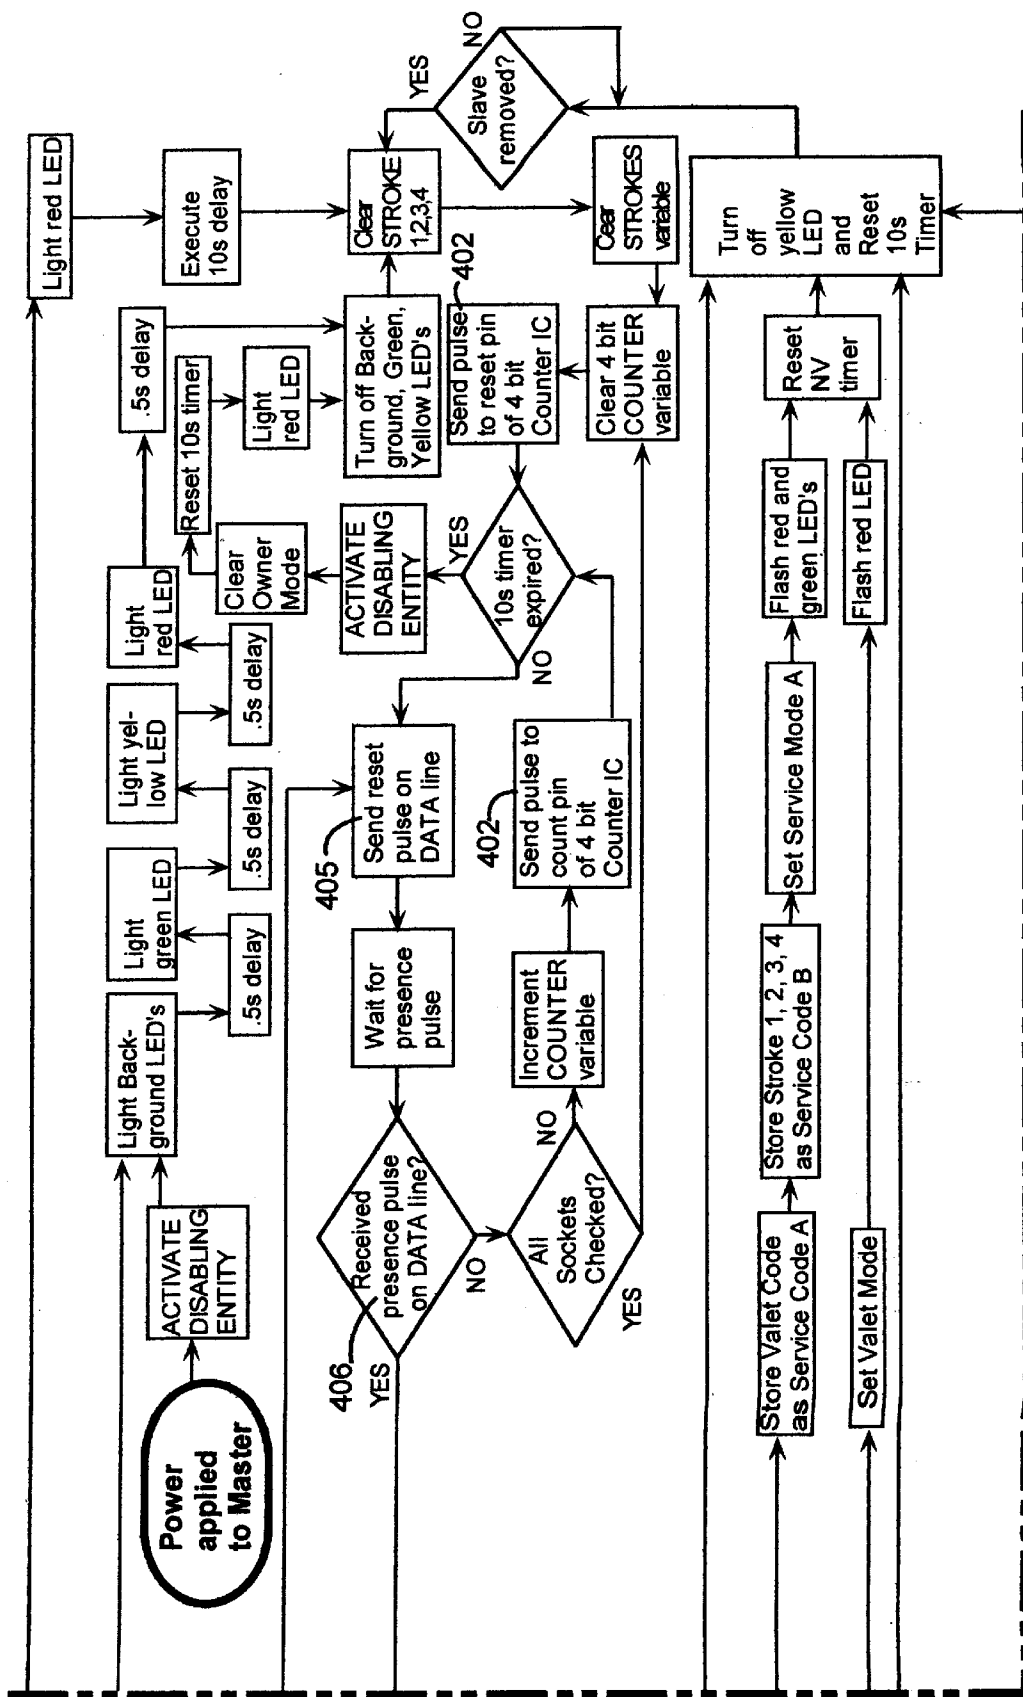 Power
applied
to Master
ACTIVATE
DISABLING
ENTITY
Light Back-
ground LED's
.5s delay
Light
green LED
.5s delay
Light yel-
low LED
.5s delay
Light
red LED
.5s delay
Light red LED
Execute
10s delay
Reset 10s timer
Light
red LED
Clear
Owner
Mode
ACTIVATE
DISABLING
ENTITY
Turn off Back-
ground, Green,
Yellow LED's
Clear
STROKE
1,2,3,4
YES
NO
Slave
removed?
Cear
STROKES
variable
Clear 4 bit
COUNTER
variable
402
Send pulse
to reset pin
of 4 bit
Counter IC
YES
10s timer
expired?
NO
405
Send reset
pulse on
DATA line
Wait for
presence
pulse
Received
presence pulse
on DATA line?
406
YES
NO
All
Sockets
Checked?
YES
NO
Increment
COUNTER
variable
402
Send pulse to
count pin
of 4 bit
Counter IC
Store Valet Code
as Service Code A
Store Stroke 1, 2, 3, 4
as Service Code B
Set Service Mode A
Flash red and
green LED's
Reset
NV
timer
Set Valet Mode
Flash red LED
Turn
off
yellow
LED
and
Reset
10s
Timer